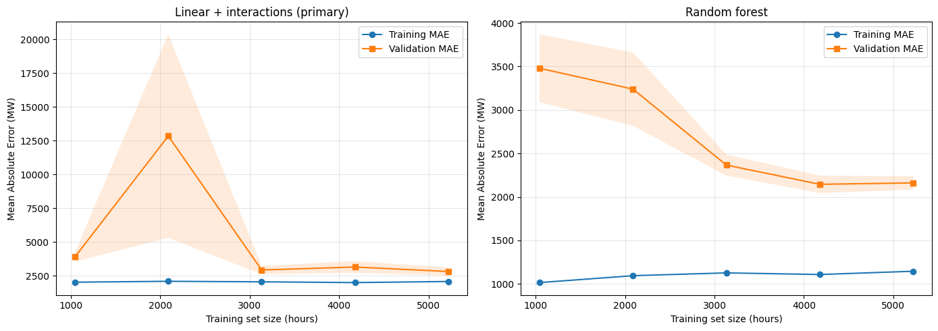 Linear + interactions (primary)
Training MAE
Validation MAE
20000
17500
15000
12500
10000
7500
5000
2500
Mean Absolute Error (MW)
1000 2000 3000 4000 5000
Training set size (hours)
Random forest
Training MAE
Validation MAE
4000
3500
3000
2500
2000
1500
1000
Mean Absolute Error (MW)
1000 2000 3000 4000 5000
Training set size (hours)